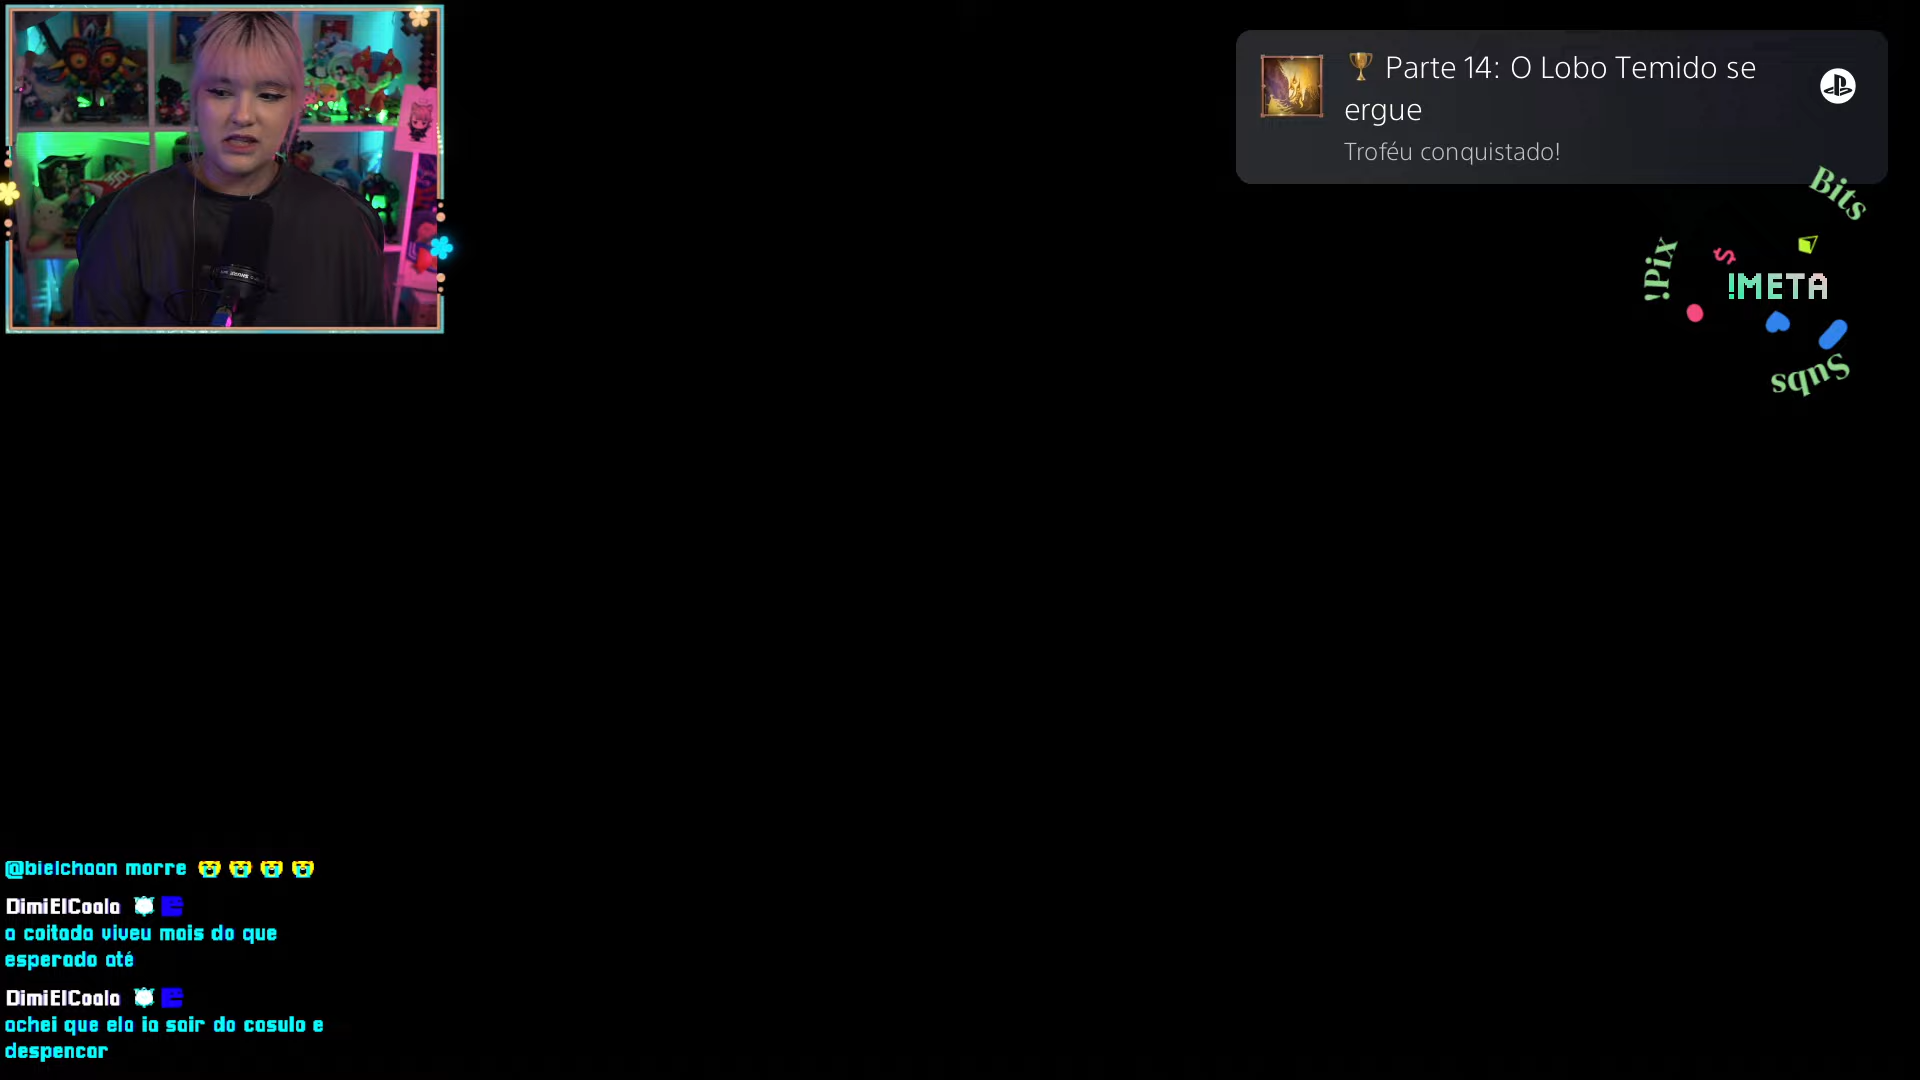 Parte 14: O Lobo Temido se
ergue
Troféu conquistado!
Bits
!Pix
!META
Subs
@bielchaan morre
DimiElCoala
a coitada viveu mais do que
esperado até
DimiElCoala
achei que ela ia sair do casulo e
despencar